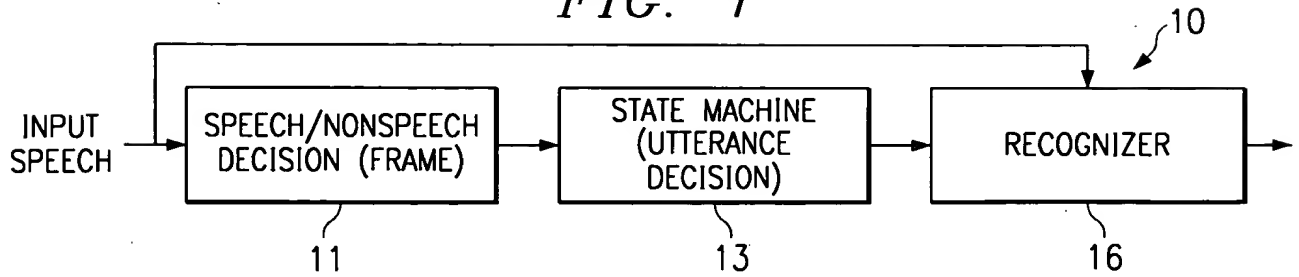 FIG. 1
10
INPUT
SPEECH
SPEECH/NONSPEECH
DECISION (FRAME)
STATE MACHINE
(UTTERANCE
DECISION)
RECOGNIZER
11
13
16